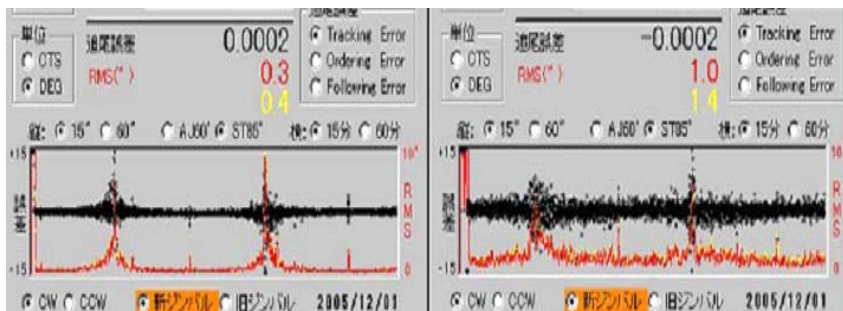 単位
CTS
DEG
追尾誤差 0.0002
RMS(") 0.3
0.4
Tracking Error
Ordering Error
Following Error
縦: 15" 60" AJ60" ST85" 横: 15分 60分
+15
-15
10"
RMS
0
CW CCW 新ジンバル 旧ジンバル 2005/12/01
単位
CTS
DEG
追尾誤差 -0.0002
RMS(") 1.0
1.4
Tracking Error
Ordering Error
Following Error
縦: 15" 60" AJ60" ST85" 横: 15分 60分
+15
-15
10
RMS
0
CW CCW 新ジンバル 旧ジンバル 2005/12/01